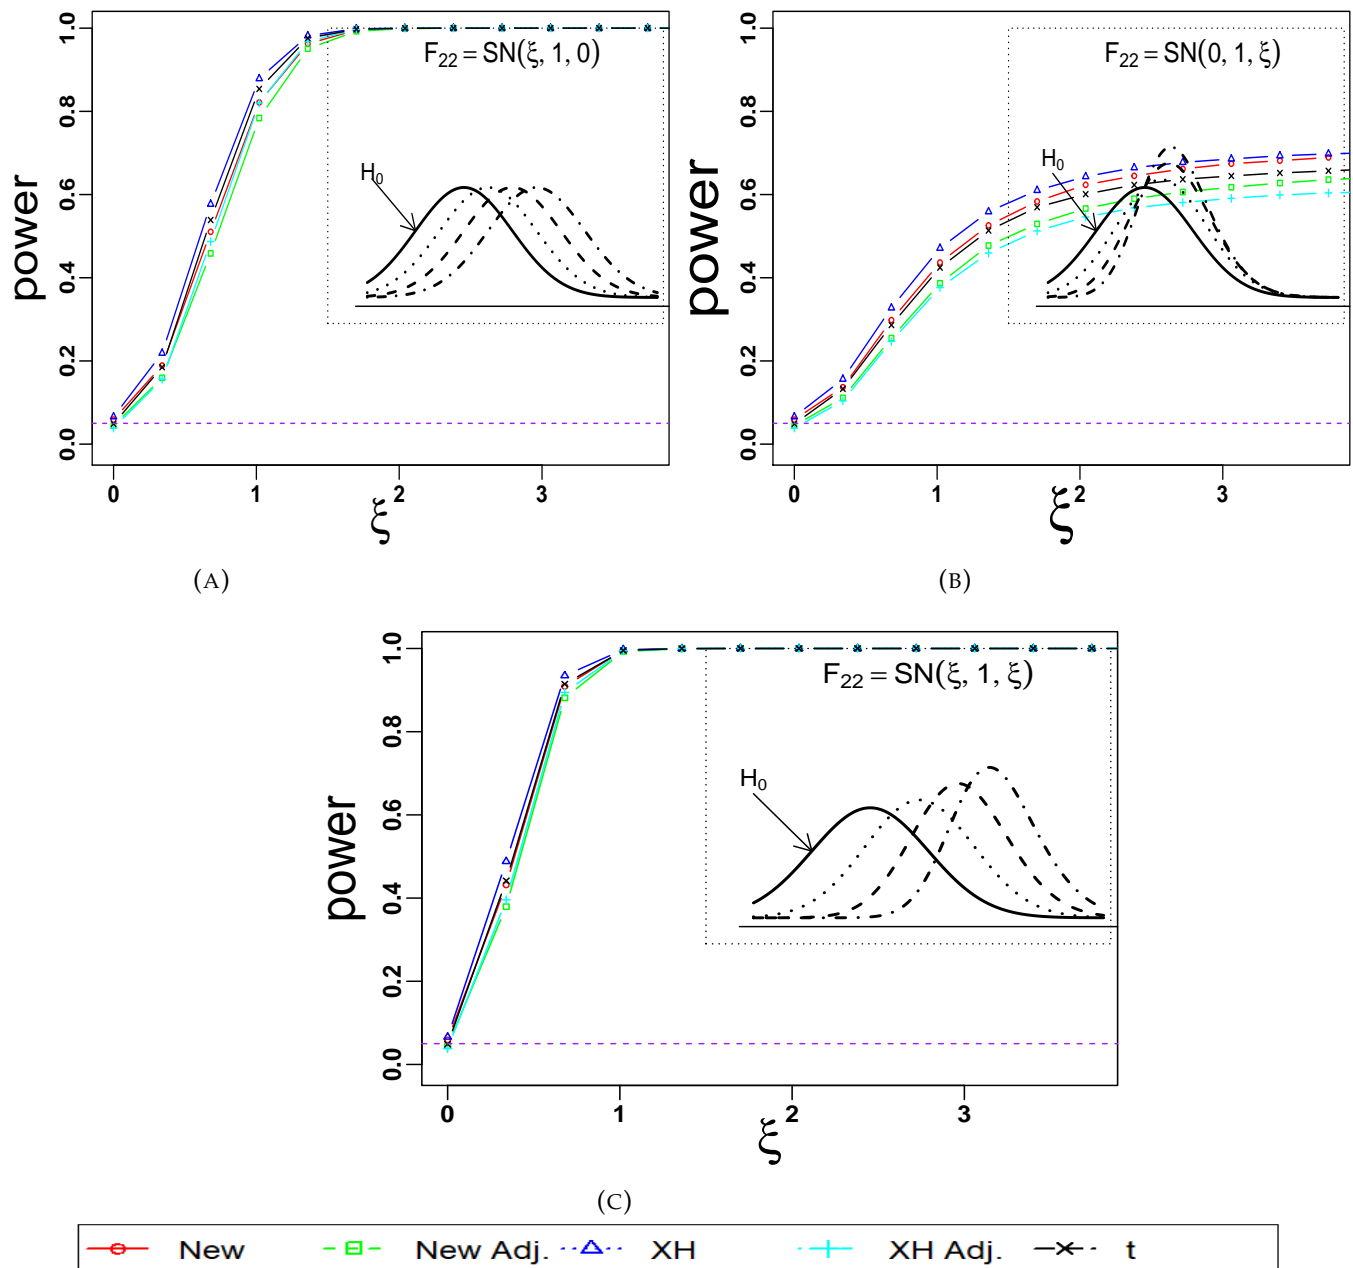 F₂₂ = SN(ξ, 1, 0)
H₀
power
0.0 0.2 0.4 0.6 0.8 1.0
0 1 2 3
ξ
(A)
F₂₂ = SN(0, 1, ξ)
H₀
power
0.0 0.2 0.4 0.6 0.8 1.0
0 1 2 3
ξ
(B)
F₂₂ = SN(ξ, 1, ξ)
H₀
power
0.0 0.2 0.4 0.6 0.8 1.0
0 1 2 3
ξ
(C)
New New Adj. XH XH Adj. t